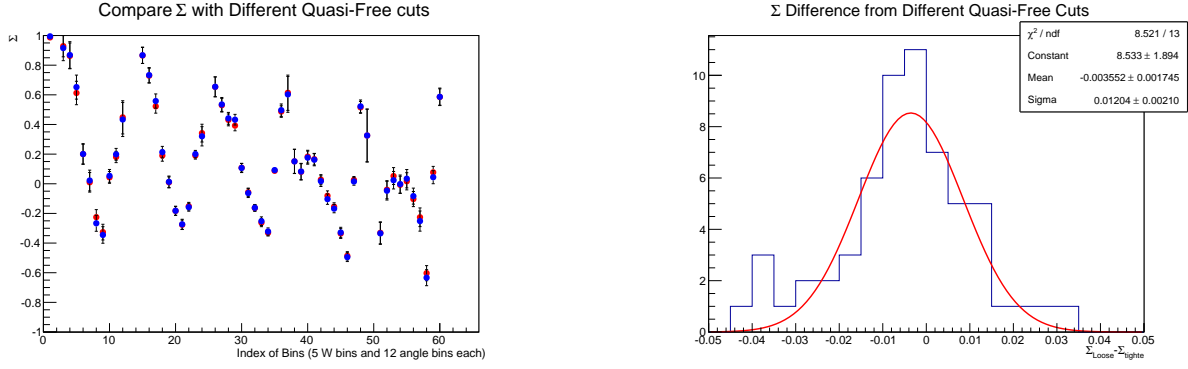 Compare Σ with Different Quasi-Free cuts
Σ
1
0.8
0.6
0.4
0.2
0
-0.2
-0.4
-0.6
-0.8
-1
0 10 20 30 40 50 60
Index of Bins (5 W bins and 12 angle bins each)
Σ Difference from Different Quasi-Free Cuts
χ² / ndf 8.521 / 13
Constant 8.533 ± 1.894
Mean -0.003552 ± 0.001745
Sigma 0.01204 ± 0.00210
10
8
6
4
2
0
-0.05 -0.04 -0.03 -0.02 -0.01 0 0.01 0.02 0.03 0.04 0.05
Σ_Loose-Σ_tighte